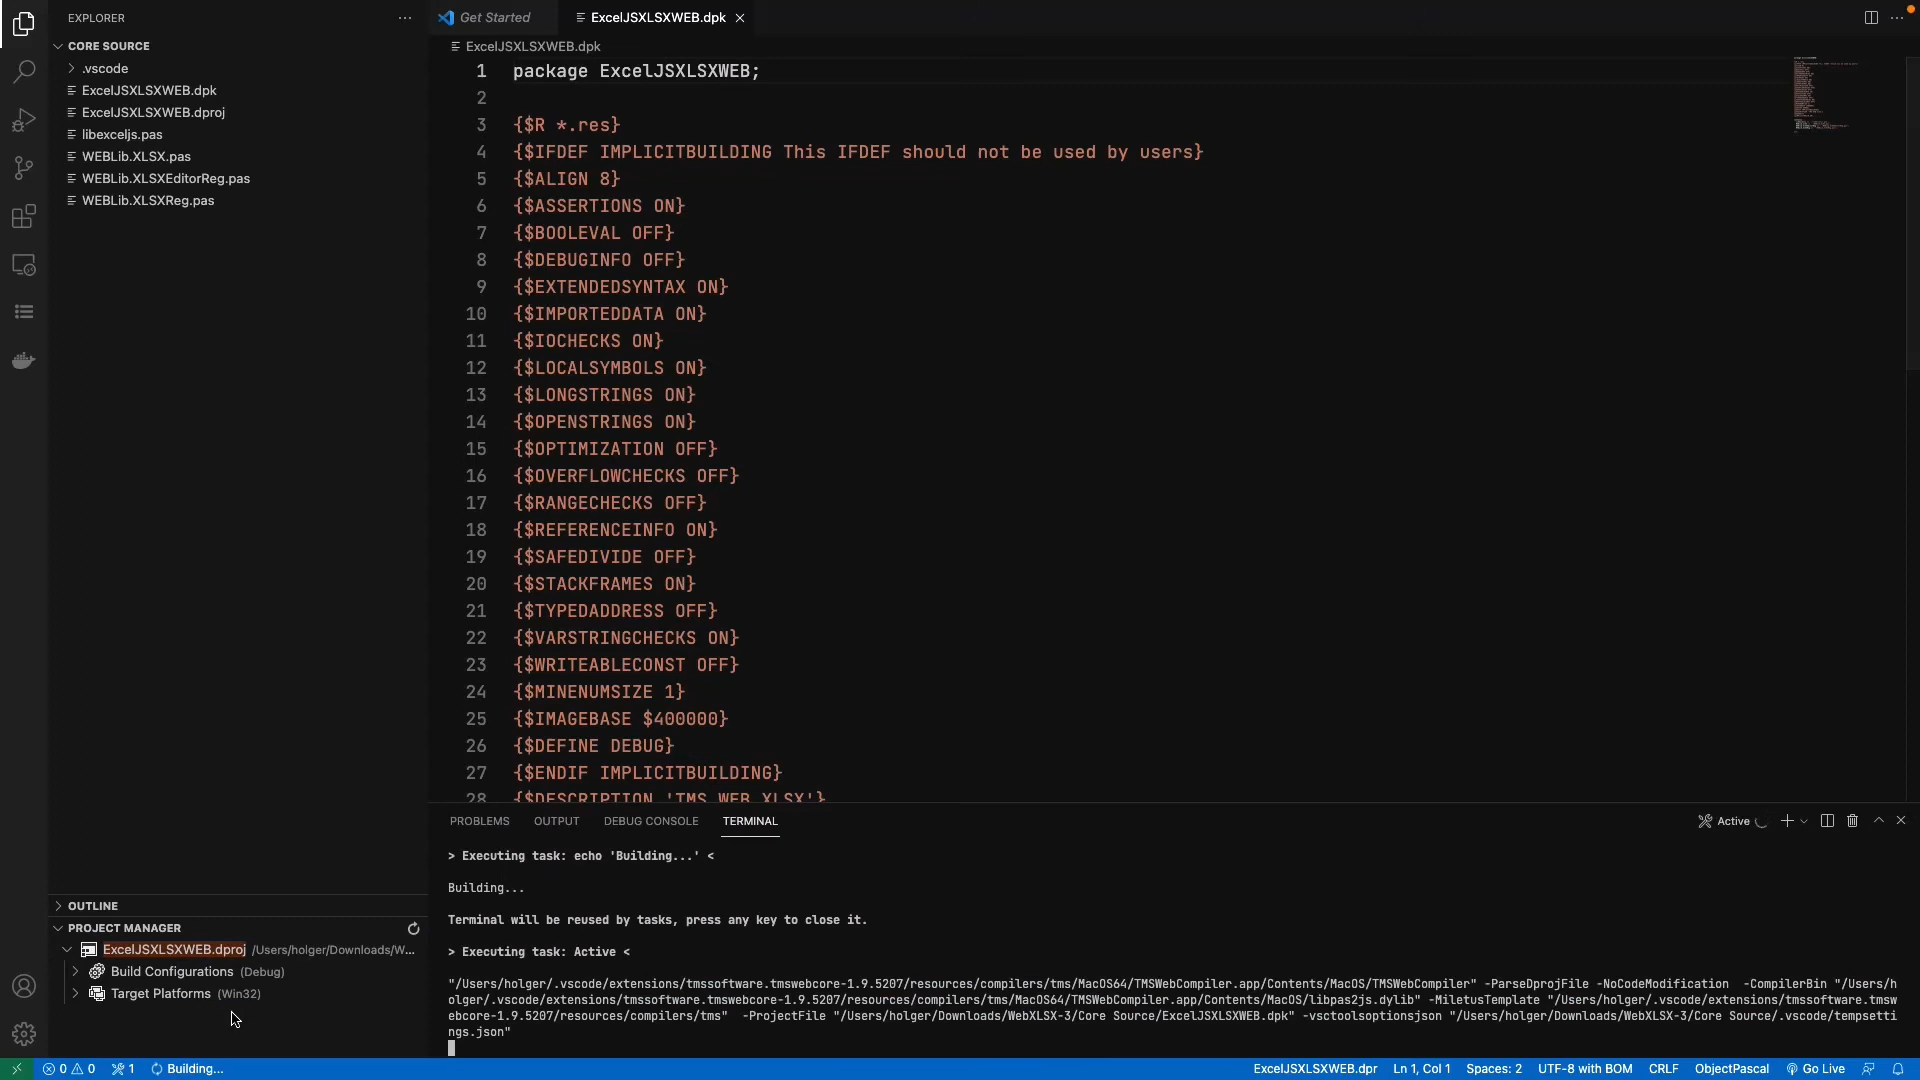 EXPLORER
CORE SOURCE
.vscode
ExcelJSXLSXWEB.dpk
ExcelJSXLSXWEB.dproj
libexceljs.pas
WEBLib.XLSX.pas
WEBLib.XLSXEditorReg.pas
WEBLib.XLSXReg.pas
OUTLINE
PROJECT MANAGER
ExcelJSXLSXWEB.dproj /Users/holger/Downloads/W...
Build Configurations (Debug)
Target Platforms (Win32)
Get Started
ExcelJSXLSXWEB.dpk
ExcelJSXLSXWEB.dpk
1 package ExcelJSXLSXWEB;
2
3 {$R *.res}
4 {$IFDEF IMPLICITBUILDING This IFDEF should not be used by users}
5 {$ALIGN 8}
6 {$ASSERTIONS ON}
7 {$BOOLEVAL OFF}
8 {$DEBUGINFO OFF}
9 {$EXTENDEDSYNTAX ON}
10 {$IMPORTEDDATA ON}
11 {$IOCHECKS ON}
12 {$LOCALSYMBOLS ON}
13 {$LONGSTRINGS ON}
14 {$OPENSTRINGS ON}
15 {$OPTIMIZATION OFF}
16 {$OVERFLOWCHECKS OFF}
17 {$RANGECHECKS OFF}
18 {$REFERENCEINFO ON}
19 {$SAFEDIVIDE OFF}
20 {$STACKFRAMES ON}
21 {$TYPEDADDRESS OFF}
22 {$VARSTRINGCHECKS ON}
23 {$WRITEABLECONST OFF}
24 {$MINENUMSIZE 1}
25 {$IMAGEBASE $400000}
26 {$DEFINE DEBUG}
27 {$ENDIF IMPLICITBUILDING}
28 {$DESCRIPTION 'TMS WEB XLSX'}
PROBLEMS OUTPUT DEBUG CONSOLE TERMINAL
Active
> Executing task: echo 'Building...' <
Building...
Terminal will be reused by tasks, press any key to close it.
> Executing task: Active <
"/Users/holger/.vscode/extensions/tmssoftware.tmswebcore-1.9.5207/resources/compilers/tms/MacOS64/TMSWebCompiler.app/Contents/MacOS/TMSWebCompiler" -ParseDprojFile -NoCodeModification  -CompilerBin "/Users/h
olger/.vscode/extensions/tmssoftware.tmswebcore-1.9.5207/resources/compilers/tms/MacOS64/TMSWebCompiler.app/Contents/MacOS/libpas2js.dylib" -MiletusTemplate "/Users/holger/.vscode/extensions/tmssoftware.tmsw
ebcore-1.9.5207/resources/compilers/tms"  -ProjectFile "/Users/holger/Downloads/WebXLSX-3/Core Source/ExcelJSXLSXWEB.dpk" -vsctoolsoptionsjson "/Users/holger/Downloads/WebXLSX-3/Core Source/.vscode/tempsetti
ngs.json"
0 0 1 Building...
ExcelJSXLSXWEB.dpr Ln 1, Col 1 Spaces: 2 UTF-8 with BOM CRLF ObjectPascal Go Live